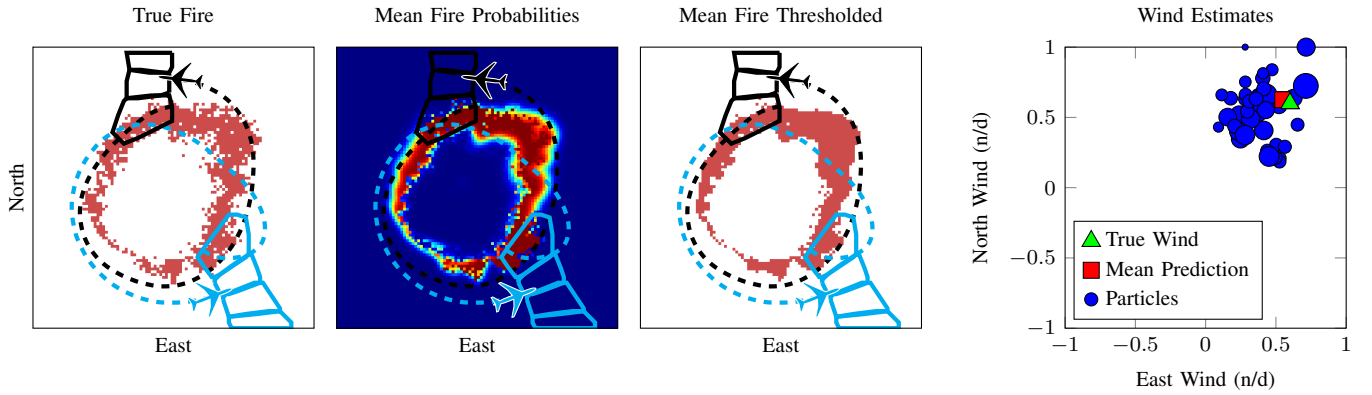 True Fire
Mean Fire Probabilities
Mean Fire Thresholded
Wind Estimates
North
East
East
East
North Wind (n/d)
1
0.5
0
−0.5
−1
True Wind
Mean Prediction
Particles
−1
−0.5
0
0.5
1
East Wind (n/d)